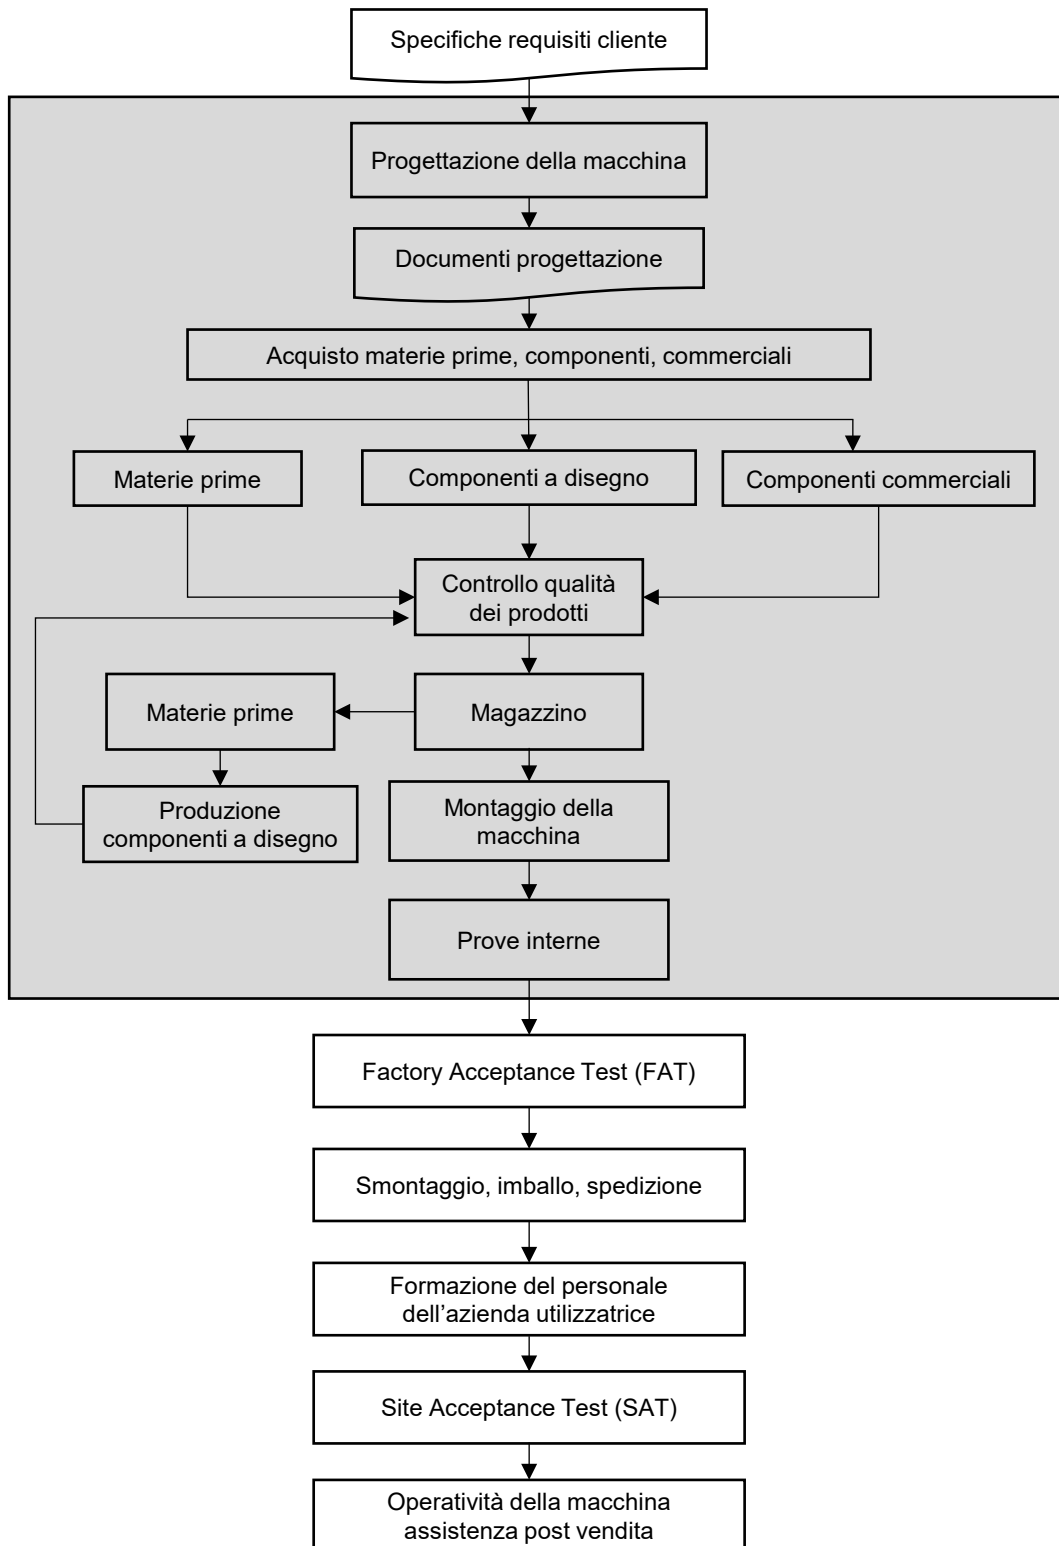 Specifiche requisiti cliente
Progettazione della macchina
Documenti progettazione
Acquisto materie prime, componenti, commerciali
Materie prime
Componenti a disegno
Componenti commerciali
Controllo qualità
dei prodotti
Materie prime
Magazzino
Produzione
componenti a disegno
Montaggio della
macchina
Prove interne
Factory Acceptance Test (FAT)
Smontaggio, imballo, spedizione
Formazione del personale
dell’azienda utilizzatrice
Site Acceptance Test (SAT)
Operatività della macchina
assistenza post vendita